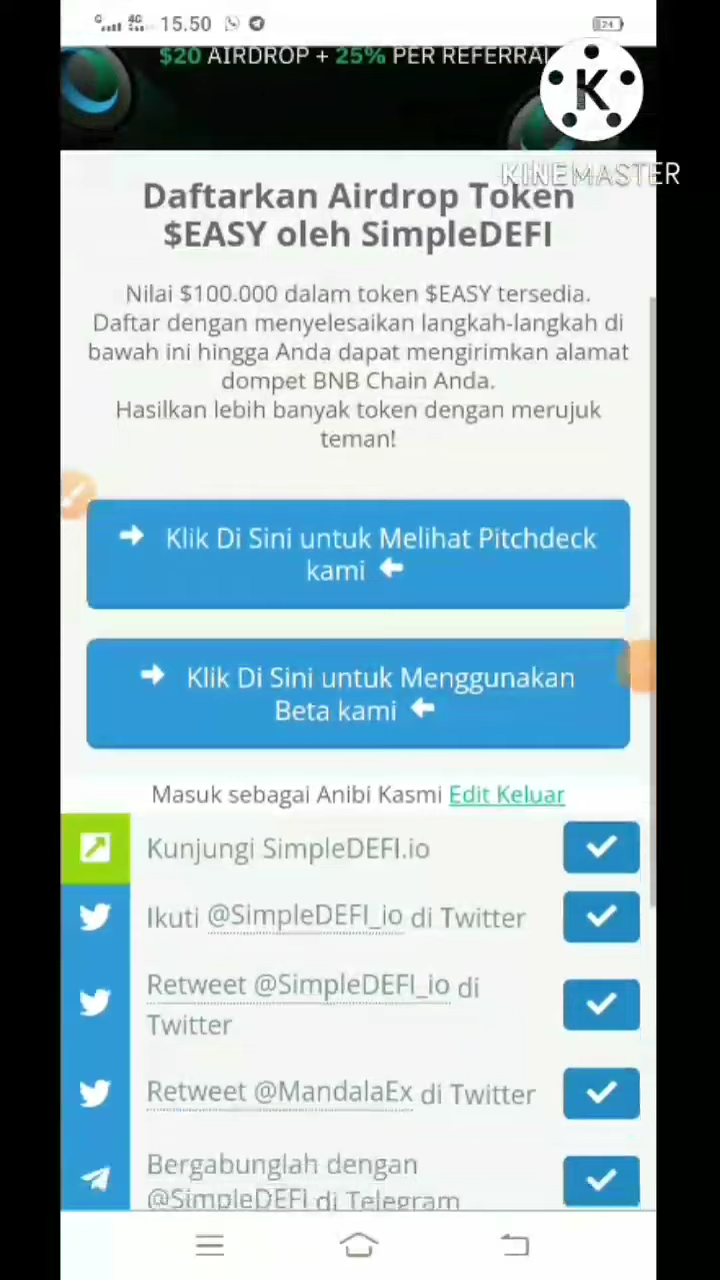 G 4G 15.50 24
$20 AIRDROP + 25% PER REFERRAL
K
KINEMASTER
Daftarkan Airdrop Token
$EASY oleh SimpleDEFI
Nilai $100.000 dalam token $EASY tersedia.
Daftar dengan menyelesaikan langkah-langkah di
bawah ini hingga Anda dapat mengirimkan alamat
dompet BNB Chain Anda.
Hasilkan lebih banyak token dengan merujuk
teman!
Klik Di Sini untuk Melihat Pitchdeck
kami
Klik Di Sini untuk Menggunakan
Beta kami
Masuk sebagai Anibi Kasmi Edit Keluar
Kunjungi SimpleDEFI.io
Ikuti @SimpleDEFI_io di Twitter
Retweet @SimpleDEFI_io di
Twitter
Retweet @MandalaEx di Twitter
Bergabunglah dengan
@SimpleDEFI di Telegram